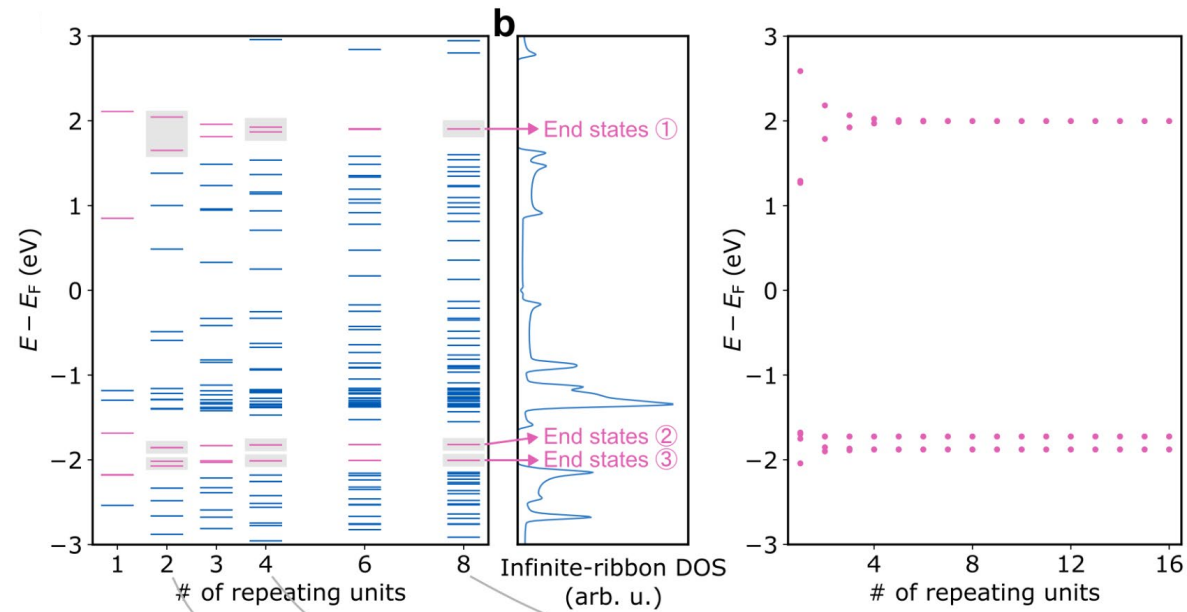 b
3
2
1
0
−1
−2
−3
E − E_F (eV)
1 2 3 4 6 8
# of repeating units
End states ①
End states ②
End states ③
Infinite-ribbon DOS
(arb. u.)
3
2
1
0
−1
−2
−3
E − E_F (eV)
4 8 12 16
# of repeating units